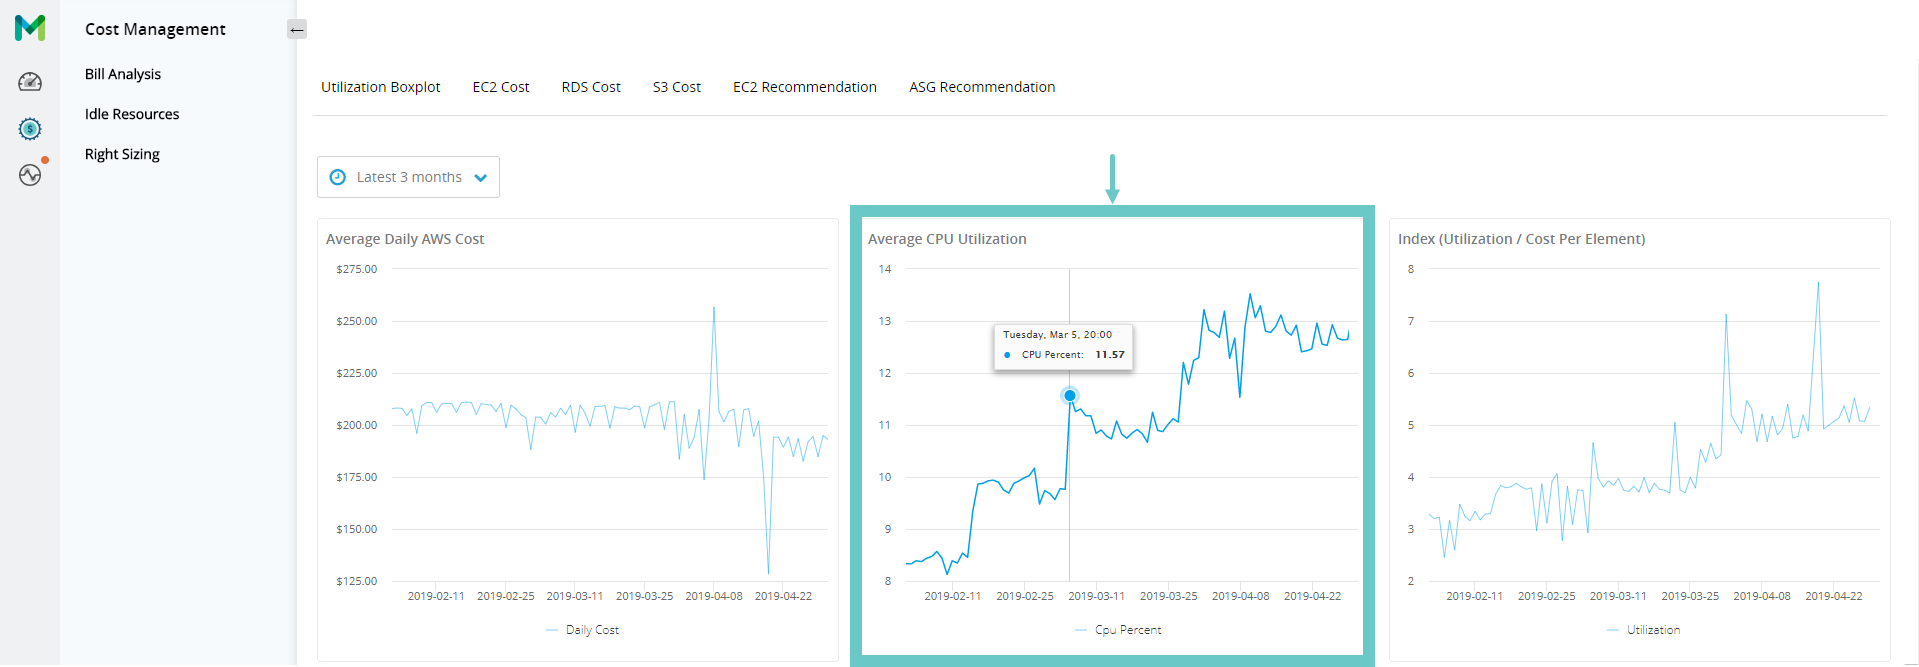 Cost Management
←
Bill Analysis
Idle Resources
Right Sizing
Utilization Boxplot EC2 Cost RDS Cost S3 Cost EC2 Recommendation ASG Recommendation
Latest 3 months
Average Daily AWS Cost
$275.00
$250.00
$225.00
$200.00
$175.00
$150.00
$125.00
2019-02-11 2019-02-25 2019-03-11 2019-03-25 2019-04-08 2019-04-22
Daily Cost
Average CPU Utilization
14
13
12
11
10
9
8
Tuesday, Mar 5, 20:00
CPU Percent: 11.57
2019-02-11 2019-02-25 2019-03-11 2019-03-25 2019-04-08 2019-04-22
Cpu Percent
Index (Utilization / Cost Per Element)
8
7
6
5
4
3
2
2019-02-11 2019-02-25 2019-03-11 2019-03-25 2019-04-08 2019-04-22
Utilization